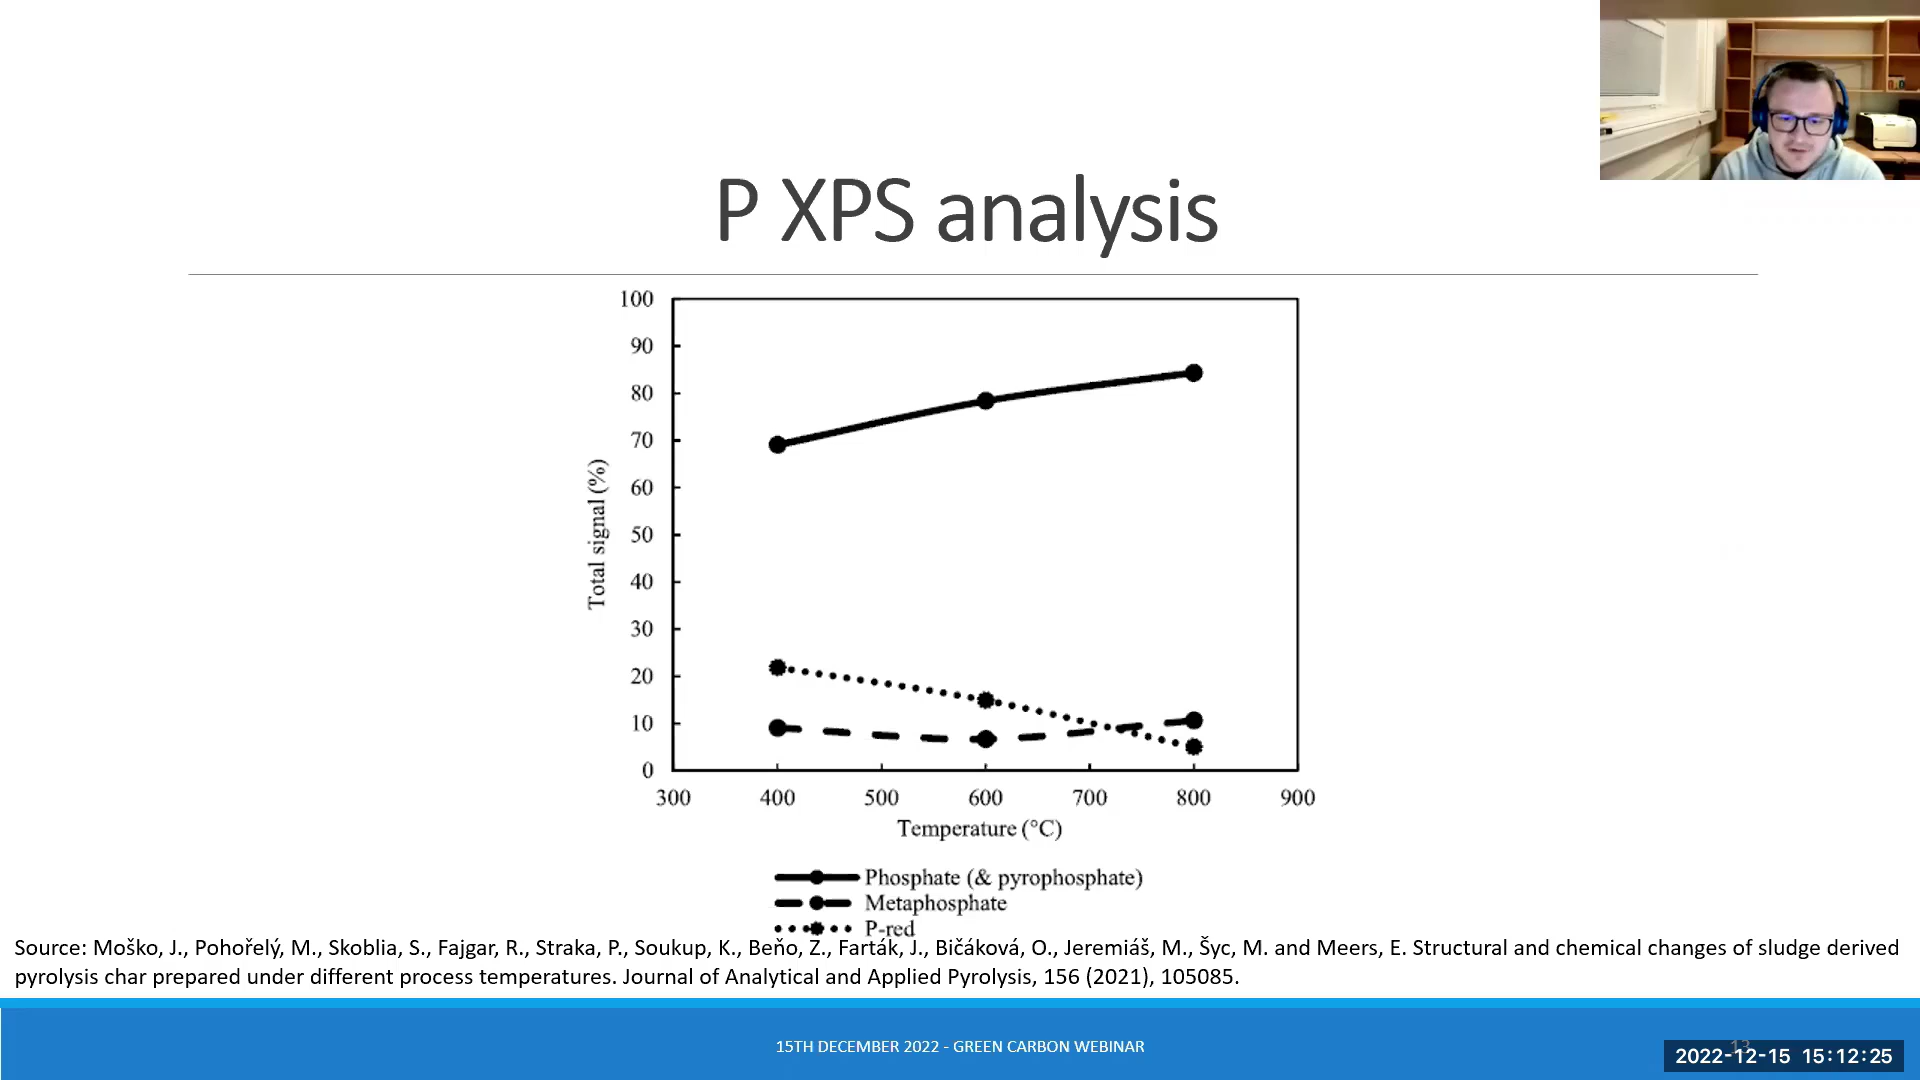 P XPS analysis
100
90
80
70
60
50
40
30
20
10
0
Total signal (%)
300 400 500 600 700 800 900
Temperature (°C)
Phosphate (& pyrophosphate)
Metaphosphate
P-red
Source: Moško, J., Pohořelý, M., Skoblia, S., Fajgar, R., Straka, P., Soukup, K., Beňo, Z., Farták, J., Bičáková, O., Jeremiáš, M., Šyc, M. and Meers, E. Structural and chemical changes of sludge derived
pyrolysis char prepared under different process temperatures. Journal of Analytical and Applied Pyrolysis, 156 (2021), 105085.
15TH DECEMBER 2022 - GREEN CARBON WEBINAR
13
2022-12-15 15:12:25